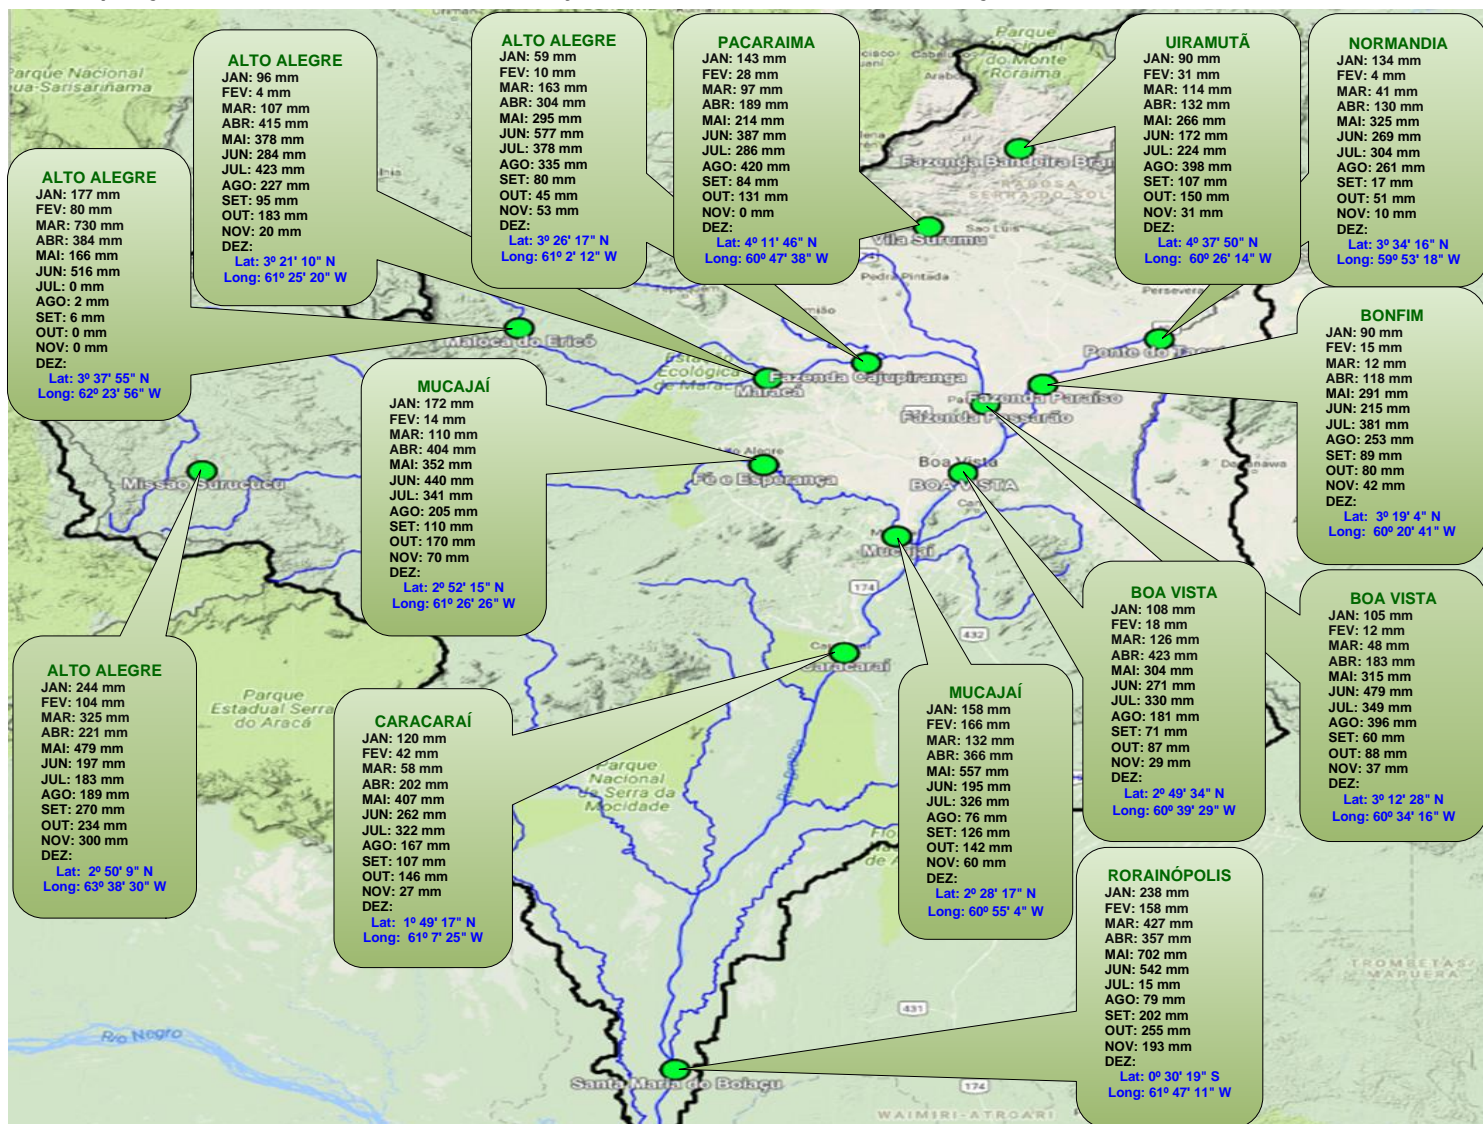 ALTO ALEGRE
JAN: 177 mm
FEV: 80 mm
MAR: 730 mm
ABR: 384 mm
MAI: 166 mm
JUN: 516 mm
JUL: 0 mm
AGO: 2 mm
SET: 6 mm
OUT: 0 mm
NOV: 0 mm
DEZ:
Lat: 3º 37' 55" N
Long: 62º 23' 56" W
ALTO ALEGRE
JAN: 96 mm
FEV: 4 mm
MAR: 107 mm
ABR: 415 mm
MAI: 378 mm
JUN: 284 mm
JUL: 423 mm
AGO: 227 mm
SET: 95 mm
OUT: 183 mm
NOV: 20 mm
DEZ:
Lat: 3º 21' 10" N
Long: 61º 25' 20" W
ALTO ALEGRE
JAN: 59 mm
FEV: 10 mm
MAR: 163 mm
ABR: 304 mm
MAI: 295 mm
JUN: 577 mm
JUL: 378 mm
AGO: 335 mm
SET: 80 mm
OUT: 45 mm
NOV: 53 mm
DEZ:
Lat: 3º 26' 17" N
Long: 61º 2' 12" W
PACARAIMA
JAN: 143 mm
FEV: 28 mm
MAR: 97 mm
ABR: 189 mm
MAI: 214 mm
JUN: 387 mm
JUL: 286 mm
AGO: 420 mm
SET: 84 mm
OUT: 131 mm
NOV: 0 mm
DEZ:
Lat: 4º 11' 46" N
Long: 60º 47' 38" W
UIRAMUTÃ
JAN: 90 mm
FEV: 31 mm
MAR: 114 mm
ABR: 132 mm
MAI: 266 mm
JUN: 172 mm
JUL: 224 mm
AGO: 398 mm
SET: 107 mm
OUT: 150 mm
NOV: 31 mm
DEZ:
Lat: 4º 37' 50" N
Long: 60º 26' 14" W
NORMANDIA
JAN: 134 mm
FEV: 4 mm
MAR: 41 mm
ABR: 130 mm
MAI: 325 mm
JUN: 269 mm
JUL: 304 mm
AGO: 261 mm
SET: 17 mm
OUT: 51 mm
NOV: 10 mm
DEZ:
Lat: 3º 34' 16" N
Long: 59º 53' 18" W
BONFIM
JAN: 90 mm
FEV: 15 mm
MAR: 12 mm
ABR: 118 mm
MAI: 291 mm
JUN: 215 mm
JUL: 381 mm
AGO: 253 mm
SET: 89 mm
OUT: 80 mm
NOV: 42 mm
DEZ:
Lat: 3º 19' 4" N
Long: 60º 20' 41" W
MUCAJAÍ
JAN: 172 mm
FEV: 14 mm
MAR: 110 mm
ABR: 404 mm
MAI: 352 mm
JUN: 440 mm
JUL: 341 mm
AGO: 205 mm
SET: 110 mm
OUT: 170 mm
NOV: 70 mm
DEZ:
Lat: 2º 52' 15" N
Long: 61º 26' 26" W
ALTO ALEGRE
JAN: 244 mm
FEV: 104 mm
MAR: 325 mm
ABR: 221 mm
MAI: 479 mm
JUN: 197 mm
JUL: 183 mm
AGO: 189 mm
SET: 270 mm
OUT: 234 mm
NOV: 300 mm
DEZ:
Lat: 2º 50' 9" N
Long: 63º 38' 30" W
CARACARAÍ
JAN: 120 mm
FEV: 42 mm
MAR: 58 mm
ABR: 202 mm
MAI: 407 mm
JUN: 262 mm
JUL: 322 mm
AGO: 167 mm
SET: 107 mm
OUT: 146 mm
NOV: 27 mm
DEZ:
Lat: 1º 49' 17" N
Long: 61º 7' 25" W
MUCAJAÍ
JAN: 158 mm
FEV: 166 mm
MAR: 132 mm
ABR: 366 mm
MAI: 557 mm
JUN: 195 mm
JUL: 326 mm
AGO: 76 mm
SET: 126 mm
OUT: 142 mm
NOV: 60 mm
DEZ:
Lat: 2º 28' 17" N
Long: 60º 55' 4" W
BOA VISTA
JAN: 108 mm
FEV: 18 mm
MAR: 126 mm
ABR: 423 mm
MAI: 304 mm
JUN: 271 mm
JUL: 330 mm
AGO: 181 mm
SET: 71 mm
OUT: 87 mm
NOV: 29 mm
DEZ:
Lat: 2º 49' 34" N
Long: 60º 39' 29" W
BOA VISTA
JAN: 105 mm
FEV: 12 mm
MAR: 48 mm
ABR: 183 mm
MAI: 315 mm
JUN: 479 mm
JUL: 349 mm
AGO: 396 mm
SET: 60 mm
OUT: 88 mm
NOV: 37 mm
DEZ:
Lat: 3º 12' 28" N
Long: 60º 34' 16" W
RORAINÓPOLIS
JAN: 238 mm
FEV: 158 mm
MAR: 427 mm
ABR: 357 mm
MAI: 702 mm
JUN: 542 mm
JUL: 15 mm
AGO: 79 mm
SET: 202 mm
OUT: 255 mm
NOV: 193 mm
DEZ:
Lat: 0º 30' 19" S
Long: 61º 47' 11" W
Parque Nacional
Parque
do Monte
Roraima
Vila Surumu
São Luis
Pedra Pintada
Maloca do Ericó
Maracá
Fazenda Cajupiranga
Fazenda Paraíso
Fazenda Passarão
Missão Surucucu
Fé e Esperança
Boa Vista
BOA VISTA
Mucajaí
174
432
Caracaraí
Parque
Estadual Serra
do Aracá
Parque
Nacional
da Serra da
Mocidade
Rio Branco
Rio Negro
431
174
Santa Maria do Boiaçu
TROMBETAS/
MAPUERA
WAIMIRI-ATROARI